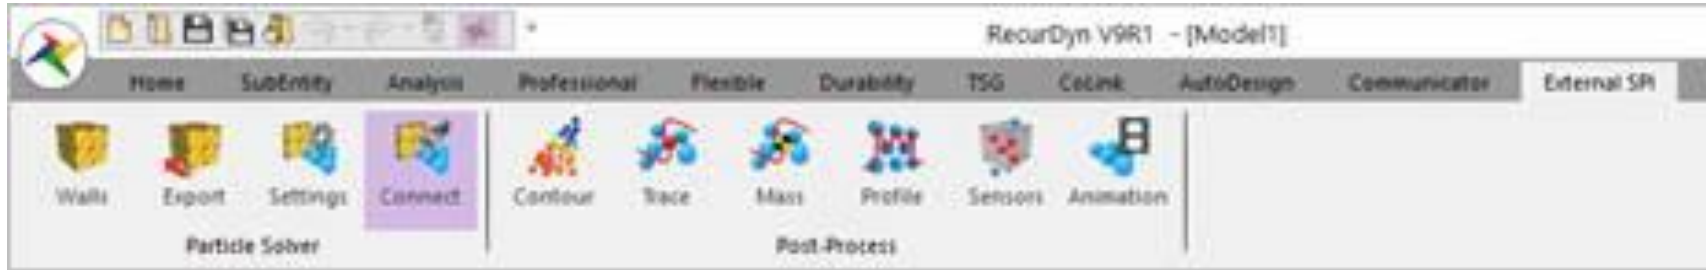 RecurDyn V9R1 - [Model1]
Home SubEntity Analysis Professional Flexible Durability TSG CoLink AutoDesign Communicator External SPI
Walls Export Settings Connect Contour Trace Mass Profile Sensors Animation
Particle Solver Post-Process